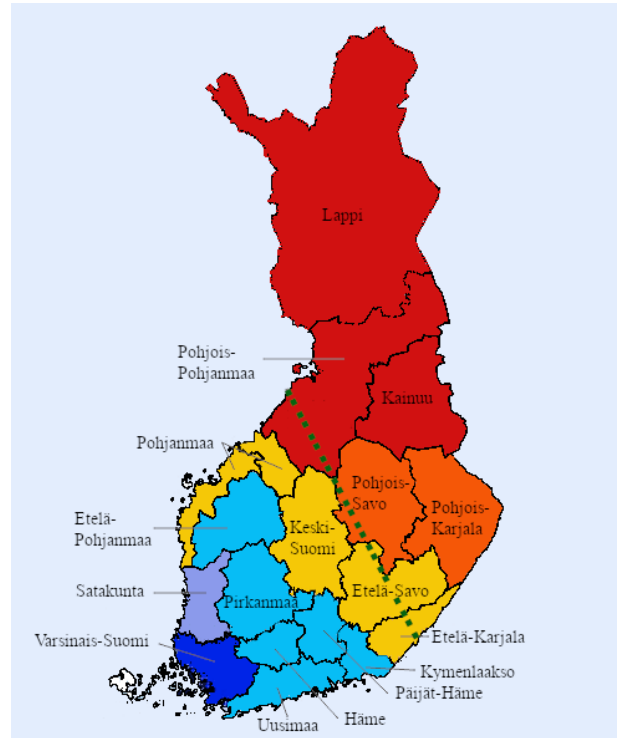 Lappi
Pohjois-
Pohjanmaa
Kainuu
Pohjanmaa
Pohjois-
Savo
Pohjois-
Karjala
Etelä-
Pohjanmaa
Keski-
Suomi
Satakunta
Pirkanmaa
Etelä-Savo
Varsinais-Suomi
Etelä-Karjala
Kymenlaakso
Päijät-Häme
Häme
Uusimaa